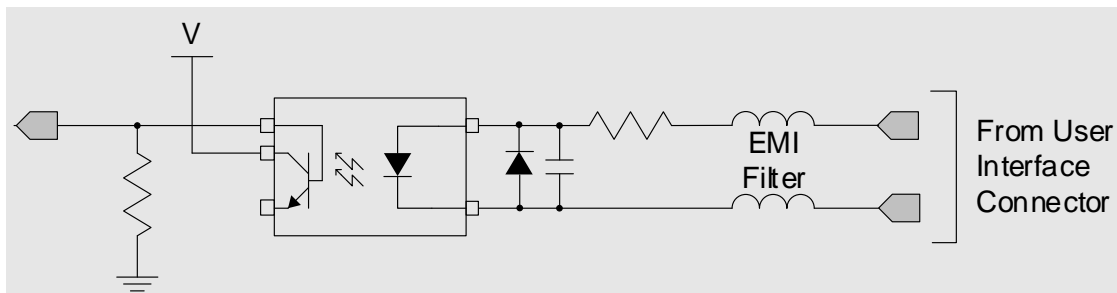 V
EMI
Filter
From User
Interface
Connector